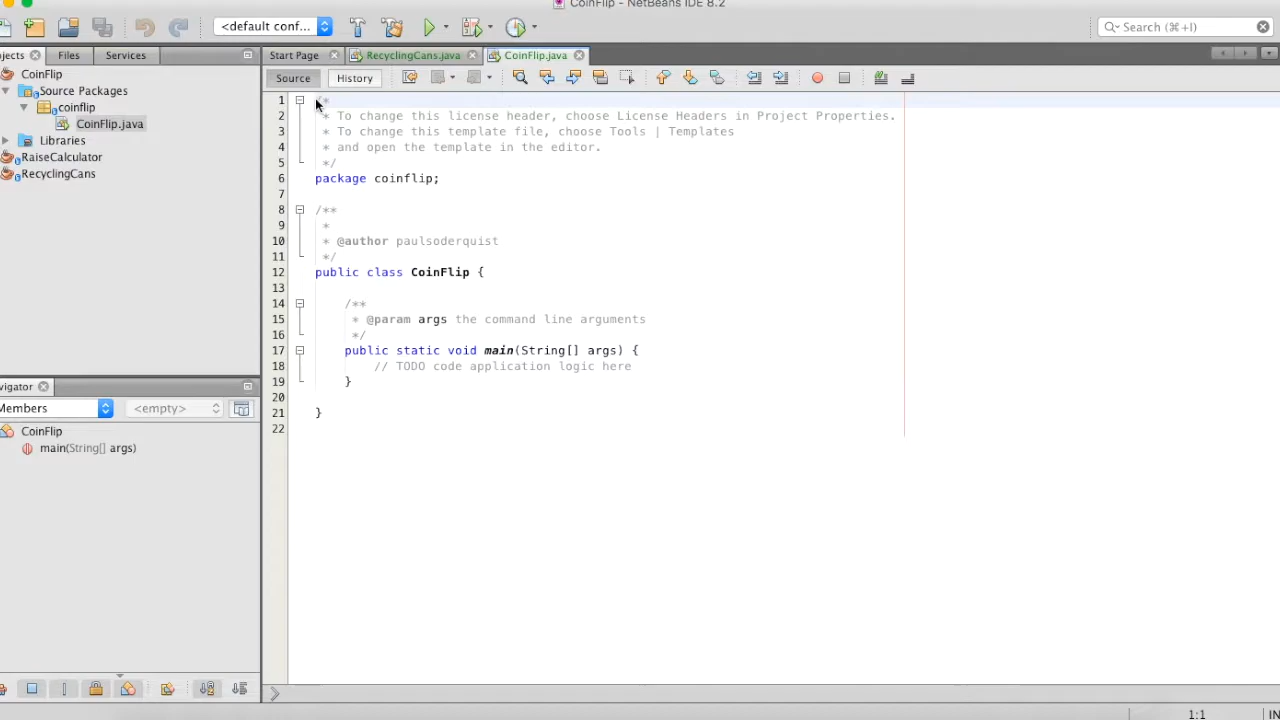 CoinFlip - NetBeans IDE 8.2
<default conf...
Search (⌘+I)
ojects
Files
Services
Start Page
RecyclingCans.java
CoinFlip.java
Source
History
CoinFlip
Source Packages
coinflip
CoinFlip.java
Libraries
RaiseCalculator
RecyclingCans
1 /*
2 * To change this license header, choose License Headers in Project Properties.
3 * To change this template file, choose Tools | Templates
4 * and open the template in the editor.
5 */
6 package coinflip;
7
8 /**
9 *
10 * @author paulsoderquist
11 */
12 public class CoinFlip {
13
14 /**
15 * @param args the command line arguments
16 */
17 public static void main(String[] args) {
18 // TODO code application logic here
19 }
20
21 }
22
vigator
Members
<empty>
CoinFlip
main(String[] args)
1:1
IN